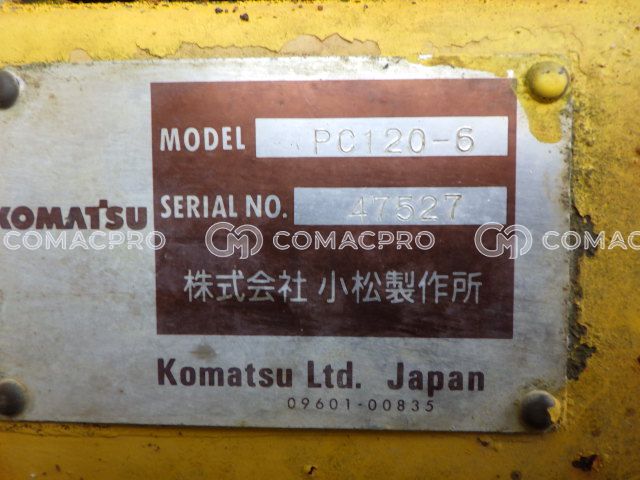 MODEL PC120-6
KOMATSU
SERIAL NO. 47527
COMACPRO COMACPRO COMACPRO
株式会社 小松製作所
Komatsu Ltd. Japan
09601-00835